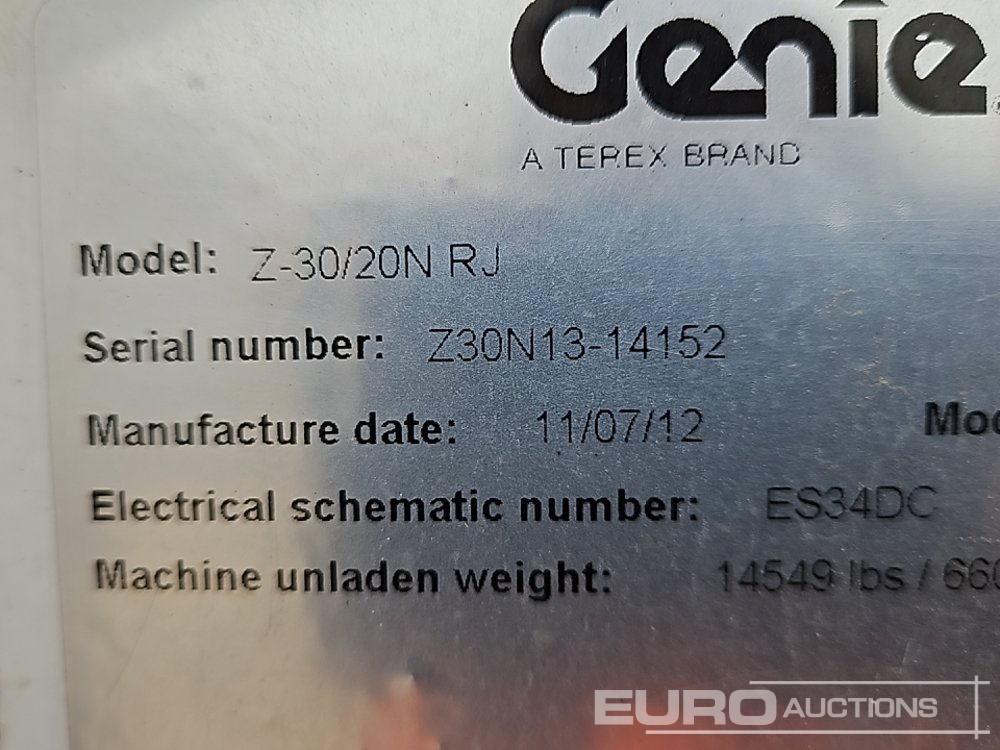 Genie
A TEREX BRAND
Model: Z-30/20N RJ
Serial number: Z30N13-14152
Manufacture date: 11/07/12
Electrical schematic number: ES34DC
Machine unladen weight: 14549 lbs /
EURO AUCTIONS